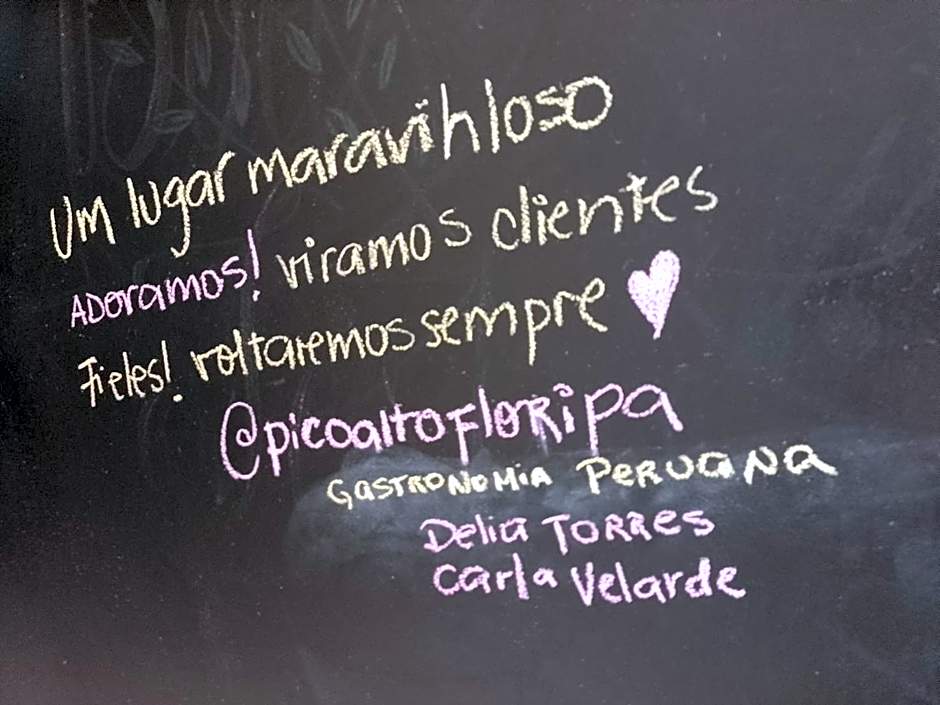 Um lugar maravihloso
ADORAMOS! viramos clientes
Fieles! voltaremos sempre
@picoaltofloripa
GASTRONOMIA PERUANA
Delia TORRES
Carla Velarde